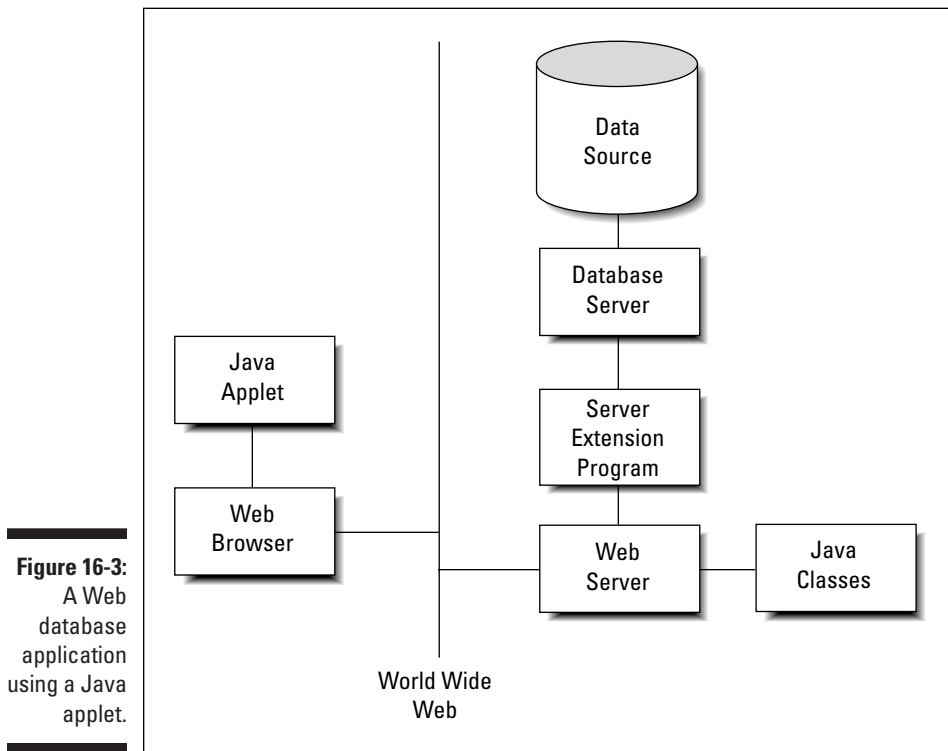 Data
Source
Database
Server
Java
Applet
Server
Extension
Program
Web
Browser
Web
Server
Java
Classes
World Wide
Web
Figure 16-3:
A Web
database
application
using a Java
applet.